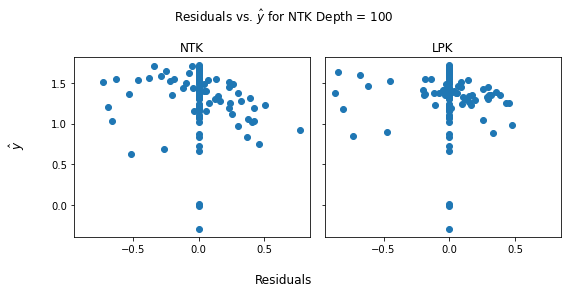 Residuals vs. ŷ for NTK Depth = 100
NTK
LPK
1.5
1.0
0.5
0.0
ŷ
−0.5 0.0 0.5
−0.5 0.0 0.5
Residuals